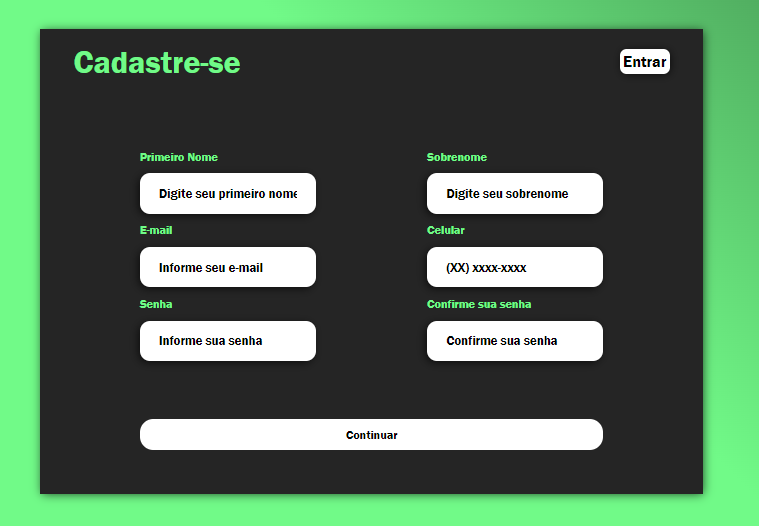 Cadastre-se
Entrar
Primeiro Nome
Sobrenome
Digite seu primeiro nome
Digite seu sobrenome
E-mail
Celular
Informe seu e-mail
(XX) xxxx-xxxx
Senha
Confirme sua senha
Informe sua senha
Confirme sua senha
Continuar